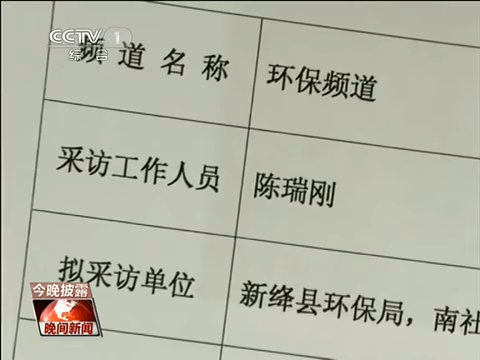 CCTV 1
综合
频道名称 环保频道
采访工作人员 陈瑞刚
拟采访单位 新绛县环保局，南社
今晚披露
晚间新闻